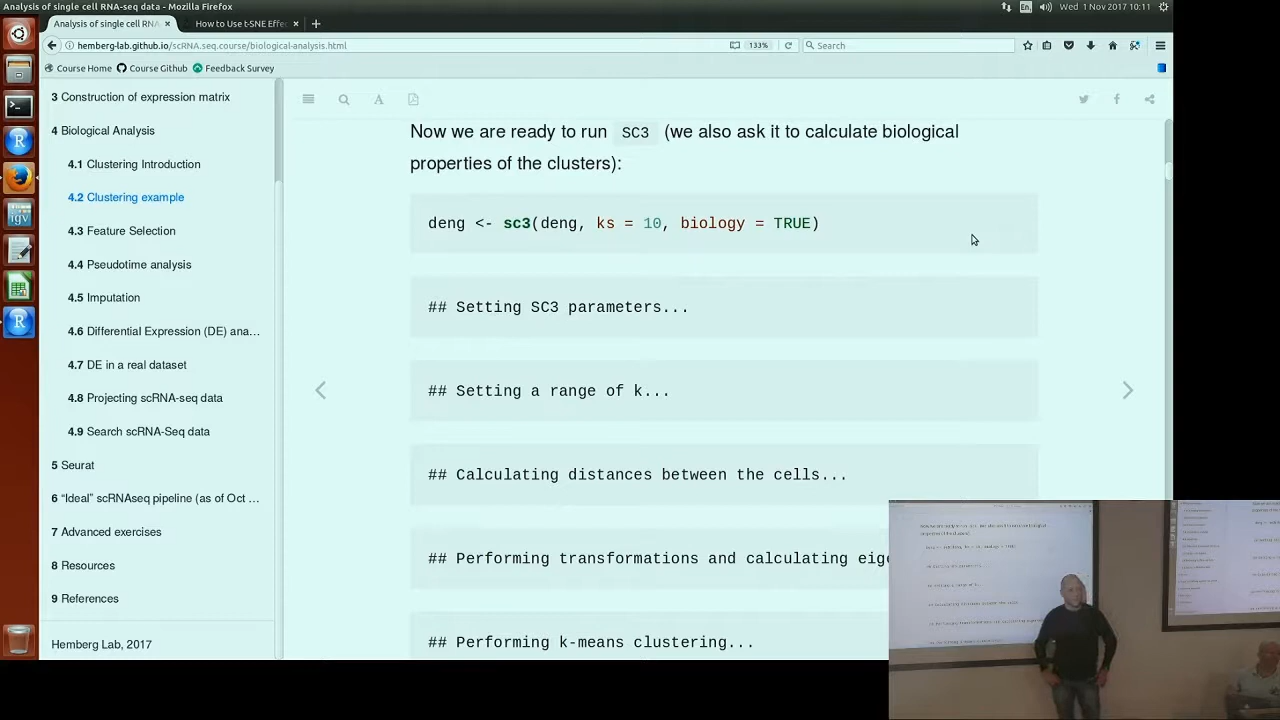 Analysis of single cell RNA-seq data - Mozilla Firefox
En
Wed 1 Nov 2017 10:11
Analysis of single cell RNA ×
How to Use t-SNE Effec ×
hemberg-lab.github.io/scRNA.seq.course/biological-analysis.html
133%
Search
Course Home Course Github Feedback Survey
3 Construction of expression matrix
4 Biological Analysis
4.1 Clustering Introduction
4.2 Clustering example
4.3 Feature Selection
4.4 Pseudotime analysis
4.5 Imputation
4.6 Differential Expression (DE) ana…
4.7 DE in a real dataset
4.8 Projecting scRNA-seq data
4.9 Search scRNA-Seq data
5 Seurat
6 “Ideal” scRNAseq pipeline (as of Oct …
7 Advanced exercises
8 Resources
9 References
Hemberg Lab, 2017
Now we are ready to run SC3 (we also ask it to calculate biological
properties of the clusters):
deng <- sc3(deng, ks = 10, biology = TRUE)
## Setting SC3 parameters...
## Setting a range of k...
## Calculating distances between the cells...
## Performing transformations and calculating eige
## Performing k-means clustering...